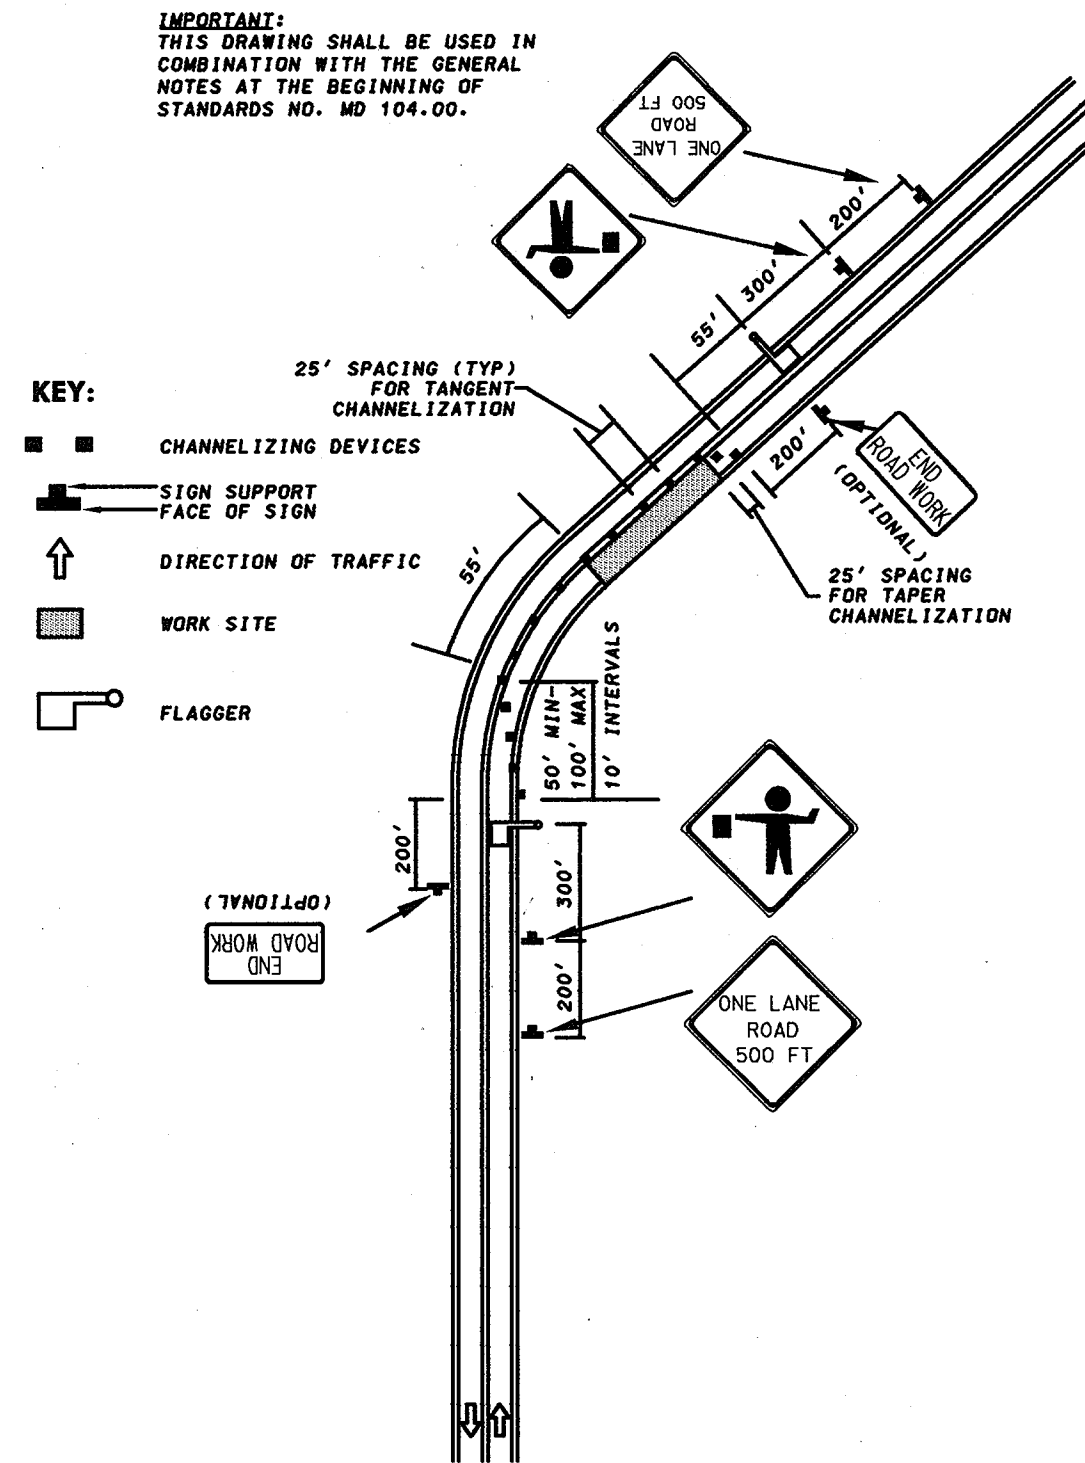 IMPORTANT:
THIS DRAWING SHALL BE USED IN
COMBINATION WITH THE GENERAL
NOTES AT THE BEGINNING OF
STANDARDS NO. MD 104.00.
ONE LANE
ROAD
500 FT
200'
300'
55'
25' SPACING (TYP)
FOR TANGENT
CHANNELIZATION
KEY:
CHANNELIZING DEVICES
SIGN SUPPORT
FACE OF SIGN
DIRECTION OF TRAFFIC
WORK SITE
FLAGGER
200'
END
ROAD WORK
(OPTIONAL)
25' SPACING
FOR TAPER
CHANNELIZATION
55'
50' MIN-
100' MAX
10' INTERVALS
200'
(OPTIONAL)
END
ROAD WORK
300'
200'
ONE LANE
ROAD
500 FT